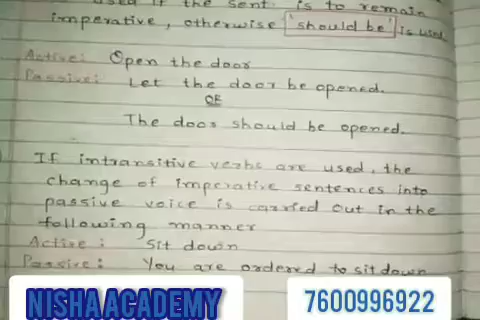 used if the sent. is to remain
imperative, otherwise 'should be' is used
Active: Open the door
Passive: Let the door be opened.
OR
The door should be opened.
If intransitive verbs are used, the
change of imperative sentences into
passive voice is carried out in the
following manner
Active: Sit down
Passive: You are ordered to sit down
NISHA ACADEMY
7600996922